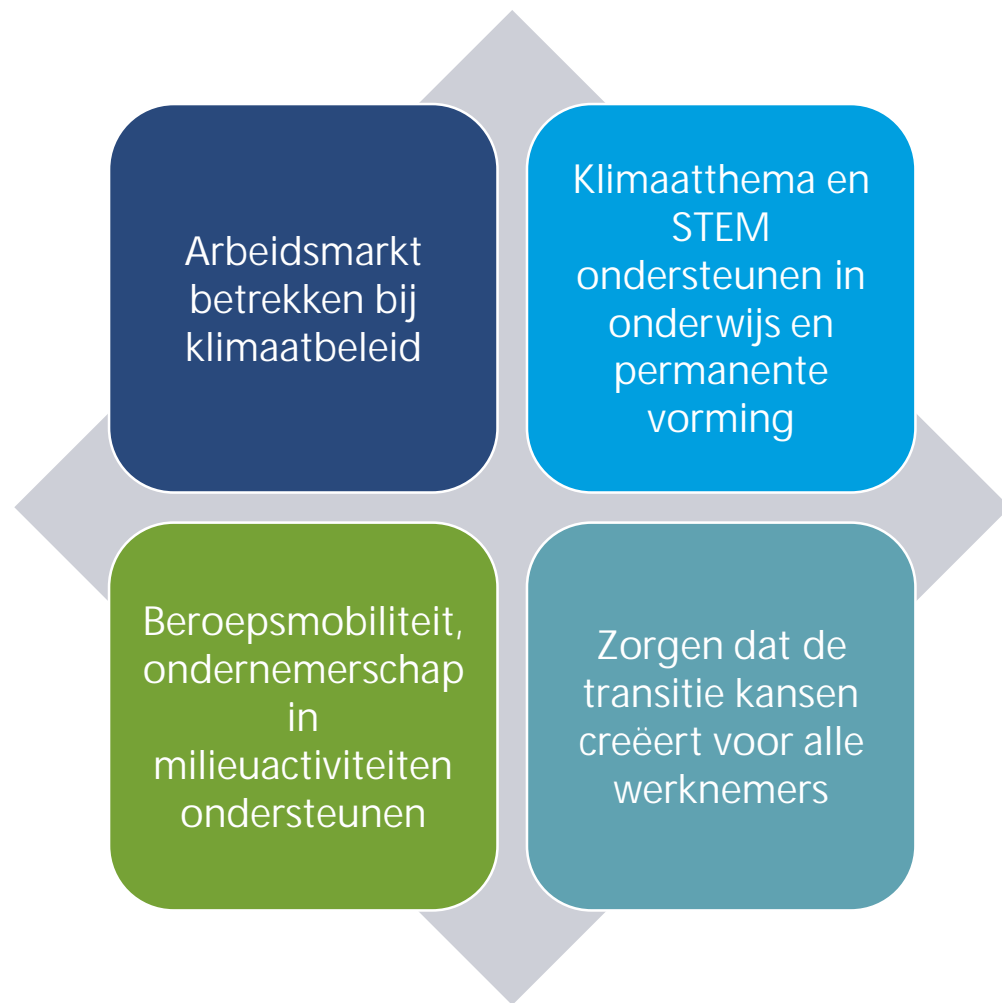 Arbeidsmarkt
betrekken bij
klimaatbeleid
Klimaatthema en
STEM
ondersteunen in
onderwijs en
permanente
vorming
Beroepsmobiliteit,
ondernemerschap
in
milieuactiviteiten
ondersteunen
Zorgen dat de
transitie kansen
creëert voor alle
werknemers